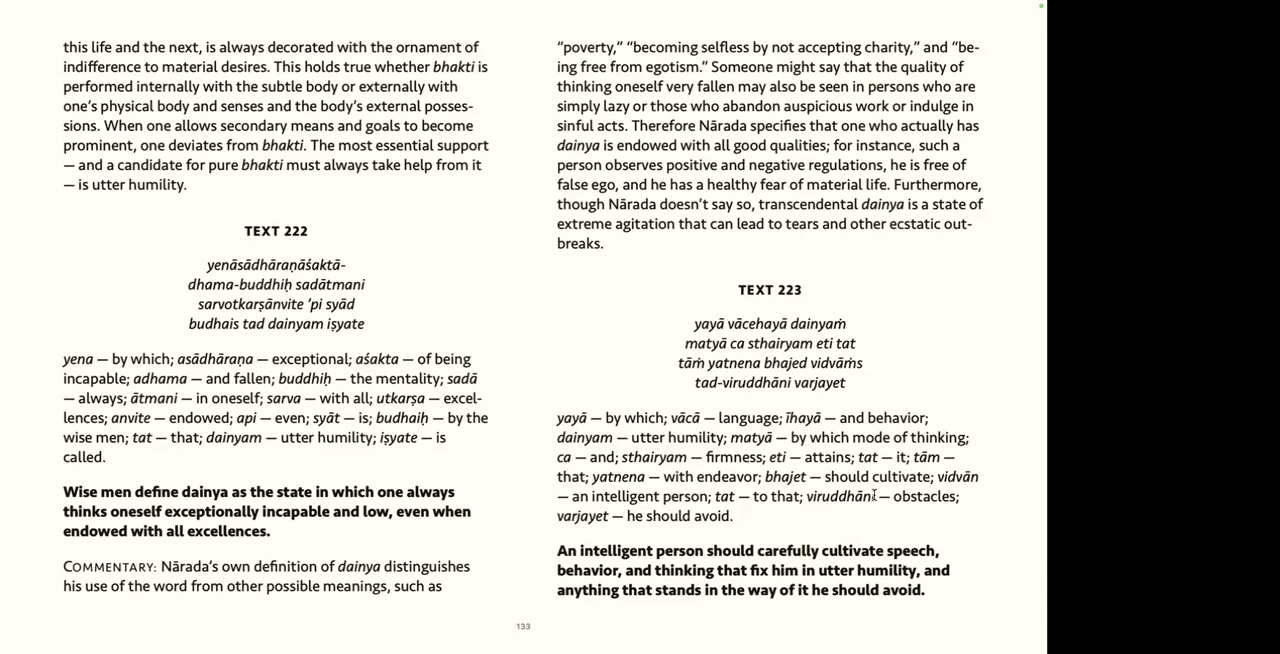 this life and the next, is always decorated with the ornament of
indifference to material desires. This holds true whether bhakti is
performed internally with the subtle body or externally with
one’s physical body and senses and the body’s external posses-
sions. When one allows secondary means and goals to become
prominent, one deviates from bhakti. The most essential support
— and a candidate for pure bhakti must always take help from it
— is utter humility.
TEXT 222
yenāsādhāraṇāśaktā-
dhama-buddhiḥ sadātmani
sarvotkarṣānvite ’pi syād
budhais tad dainyam iṣyate
yena — by which; asādhāraṇa — exceptional; aśakta — of being
incapable; adhama — and fallen; buddhiḥ — the mentality; sadā
— always; ātmani — in oneself; sarva — with all; utkarṣa — excel-
lences; anvite — endowed; api — even; syāt — is; budhaiḥ — by the
wise men; tat — that; dainyam — utter humility; iṣyate — is
called.
Wise men define dainya as the state in which one always
thinks oneself exceptionally incapable and low, even when
endowed with all excellences.
COMMENTARY: Nārada’s own definition of dainya distinguishes
his use of the word from other possible meanings, such as
“poverty,” “becoming selfless by not accepting charity,” and “be-
ing free from egotism.” Someone might say that the quality of
thinking oneself very fallen may also be seen in persons who are
simply lazy or those who abandon auspicious work or indulge in
sinful acts. Therefore Nārada specifies that one who actually has
dainya is endowed with all good qualities; for instance, such a
person observes positive and negative regulations, he is free of
false ego, and he has a healthy fear of material life. Furthermore,
though Nārada doesn’t say so, transcendental dainya is a state of
extreme agitation that can lead to tears and other ecstatic out-
breaks.
TEXT 223
yayā vācehayā dainyaṁ
matyā ca sthairyam eti tat
tāṁ yatnena bhajed vidvāṁs
tad-viruddhāni varjayet
yayā — by which; vācā — language; īhayā — and behavior;
dainyam — utter humility; matyā — by which mode of thinking;
ca — and; sthairyam — firmness; eti — attains; tat — it; tām —
that; yatnena — with endeavor; bhajet — should cultivate; vidvān
— an intelligent person; tat — to that; viruddhāni — obstacles;
varjayet — he should avoid.
An intelligent person should carefully cultivate speech,
behavior, and thinking that fix him in utter humility, and
anything that stands in the way of it he should avoid.
133